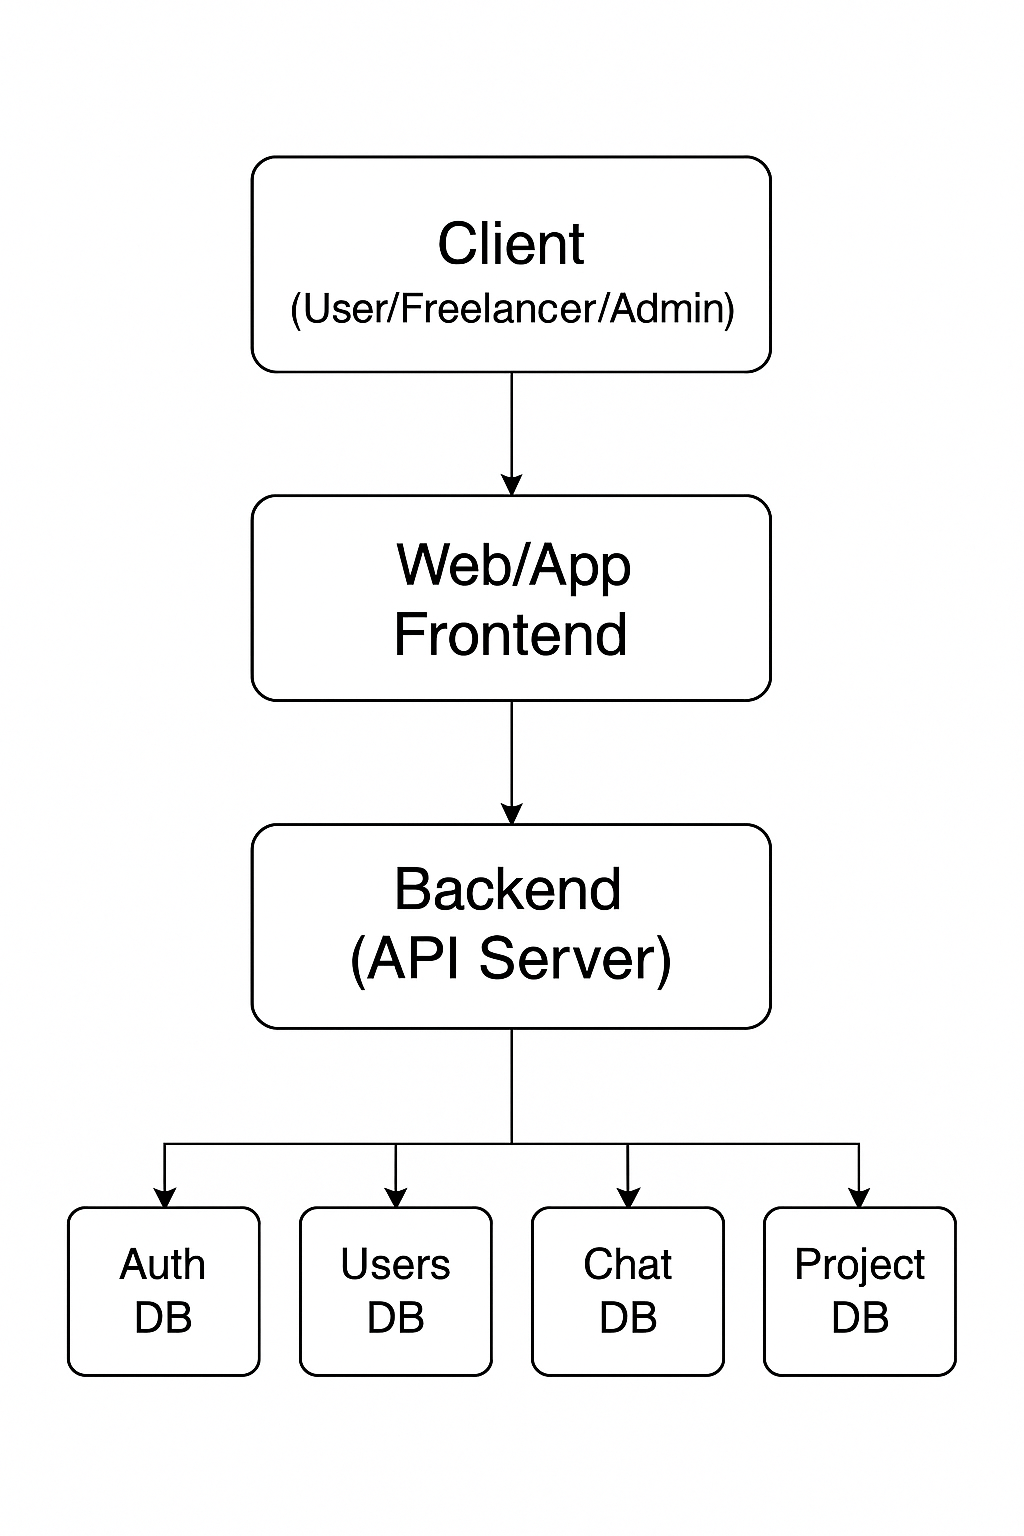 Client
(User/Freelancer/Admin)
Web/App
Frontend
Backend
(API Server)
Auth
DB
Users
DB
Chat
DB
Project
DB